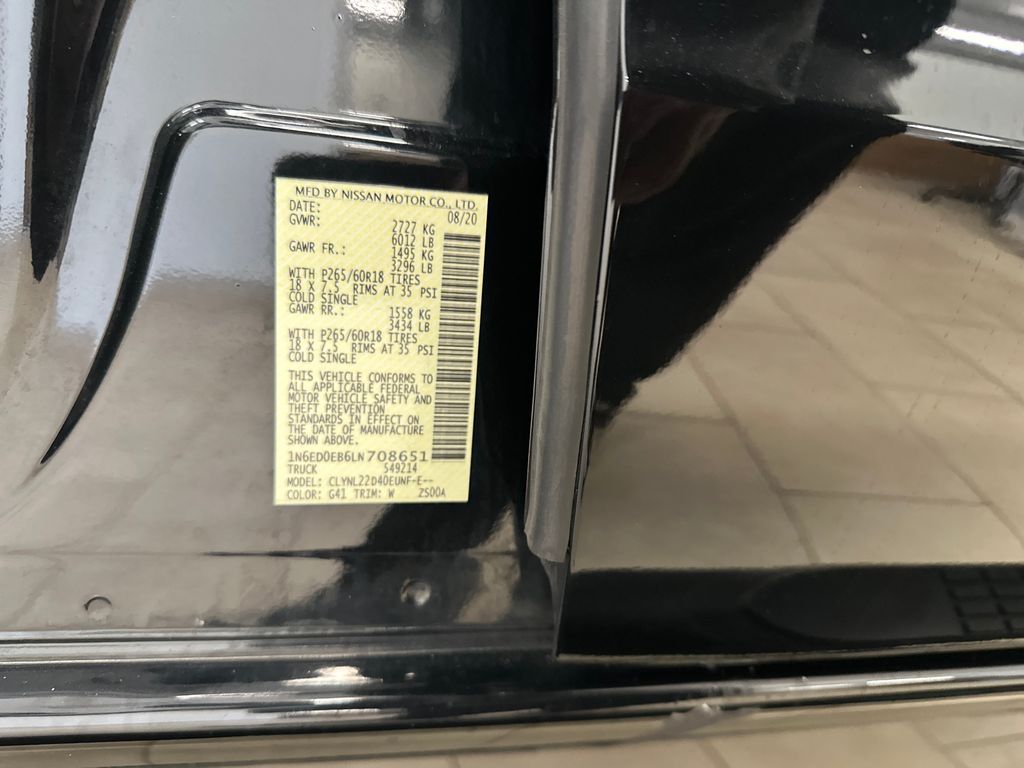 MFD BY NISSAN MOTOR CO., LTD.
DATE: 08/20
GVWR: 2727 KG
6012 LB
GAWR FR.: 1495 KG
3296 LB
WITH P265/60R18 TIRES
18 X 7.5 RIMS AT 35 PSI
COLD SINGLE
GAWR RR.: 1558 KG
3434 LB
WITH P265/60R18 TIRES
18 X 7.5 RIMS AT 35 PSI
COLD SINGLE
THIS VEHICLE CONFORMS TO
ALL APPLICABLE FEDERAL
MOTOR VEHICLE SAFETY AND
THEFT PREVENTION
STANDARDS IN EFFECT ON
THE DATE OF MANUFACTURE
SHOWN ABOVE.
1N6ED0EB6LN708651
TRUCK 549214
MODEL: CLYNL22D40EUNF-E--
COLOR: G41 TRIM: W ZS00A